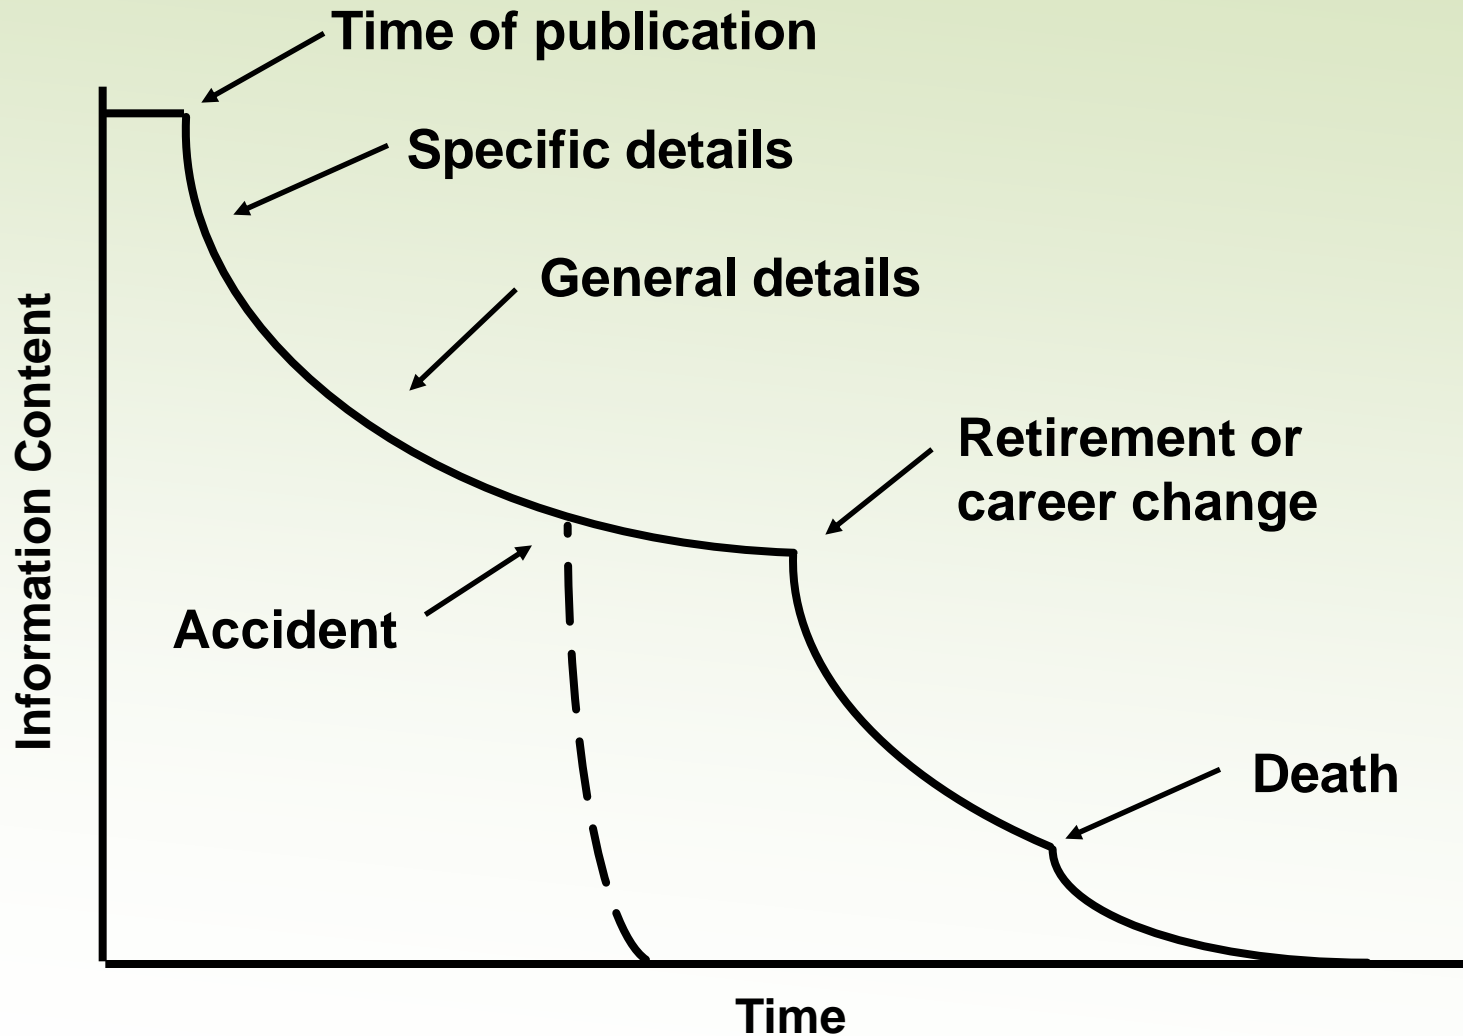 Time of publication
Specific details
General details
Retirement or
career change
Accident
Death
Information Content
Time